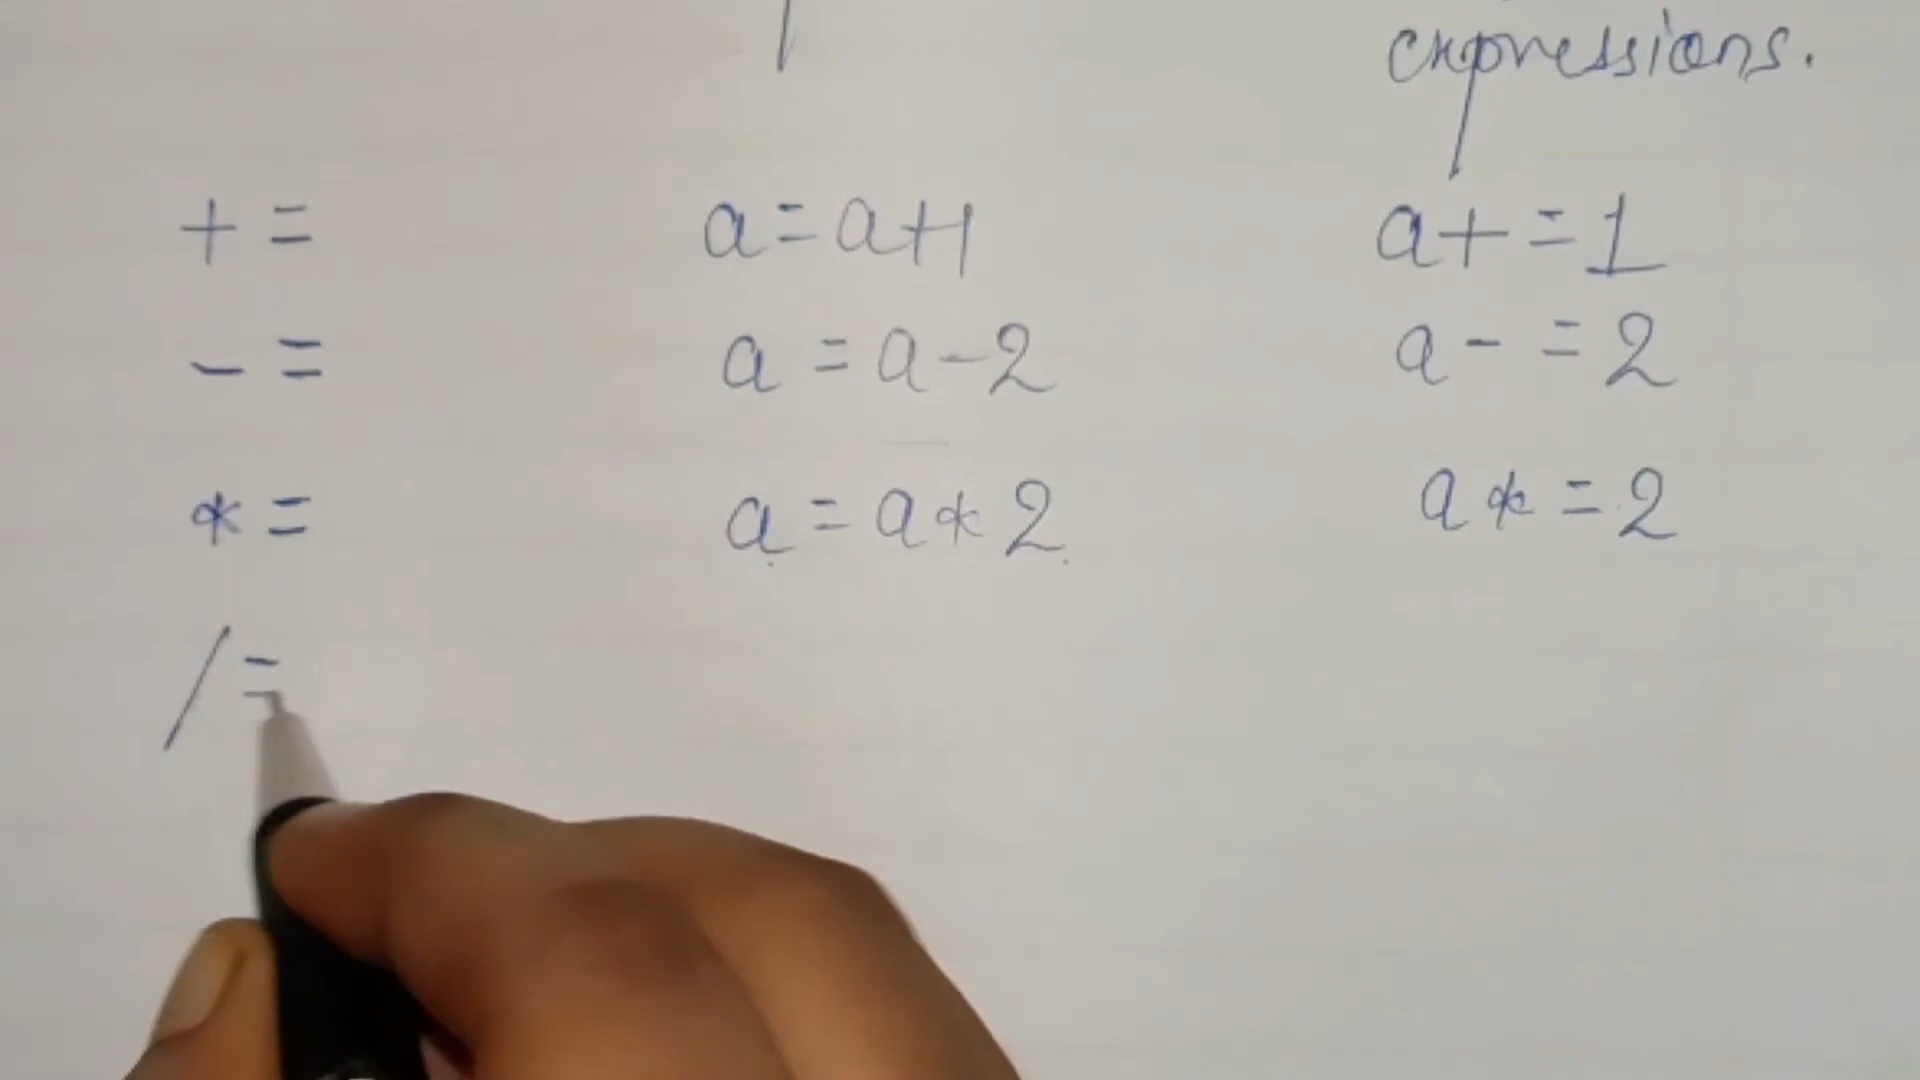 expressions.
+= a=a+1 a+=1
-= a=a-2 a-=2
*= a=a*2 a*=2
/=